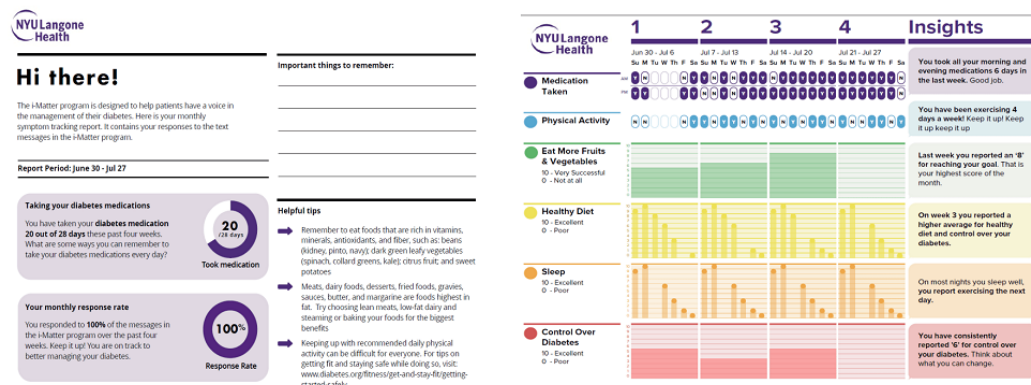 NYU Langone
Health
Hi there!
The i-Matter program is designed to help patients have a voice in
the management of their diabetes. Here is your monthly
symptom tracking report. It contains your responses to the text
messages in the i-Matter program.
Report Period: June 30 - Jul 27
Taking your diabetes medications
You have taken your diabetes medication
20 out of 28 days these past four weeks.
What are some ways you can remember to
take your diabetes medications every day?
20
/28 days
Took medication
Your monthly response rate
You responded to 100% of the messages in
the i-Matter program over the past four
weeks. Keep it up! You are on track to
better managing your diabetes.
100%
Response Rate
Important things to remember:
Helpful tips
Remember to eat foods that are rich in vitamins,
minerals, antioxidants, and fiber, such as: beans
(kidney, pinto, navy); dark green leafy vegetables
(spinach, collard greens, kale); citrus fruit; and sweet
potatoes
Meats, dairy foods, desserts, fried foods, gravies,
sauces, butter, and margarine are foods highest in
fat. Try choosing lean meats, low-fat dairy and
steaming or baking your foods for the biggest
benefits
Keeping up with recommended daily physical
activity can be difficult for everyone. For tips on
getting fit and staying safe while doing so, visit:
www.diabetes.org/fitness/get-and-stay-fit/getting-
started-safely
NYU Langone
Health
1 2 3 4 Insights
Jun 30 - Jul 6 Jul 7 - Jul 13 Jul 14 - Jul 20 Jul 21 - Jul 27
Su M Tu W Th F Sa Su M Tu W Th F Sa Su M Tu W Th F Sa Su M Tu W Th F Sa
Medication
Taken
AM
PM
You took all your morning and
evening medications 6 days in
the last week. Good job.
Physical Activity
You have been exercising 4
days a week! Keep it up! Keep
it up keep it up
Eat More Fruits
& Vegetables
10 - Very Successful
0 - Not at all
Last week you reported an '8'
for reaching your goal. That is
your highest score of the
month.
Healthy Diet
10 - Excellent
0 - Poor
On week 3 you reported a
higher average for healthy
diet and control over your
diabetes.
Sleep
10 - Excellent
0 - Poor
On most nights you sleep well,
you report exercising the next
day.
Control Over
Diabetes
10 - Excellent
0 - Poor
You have consistently
reported '6' for control over
your diabetes. Think about
what you can change.